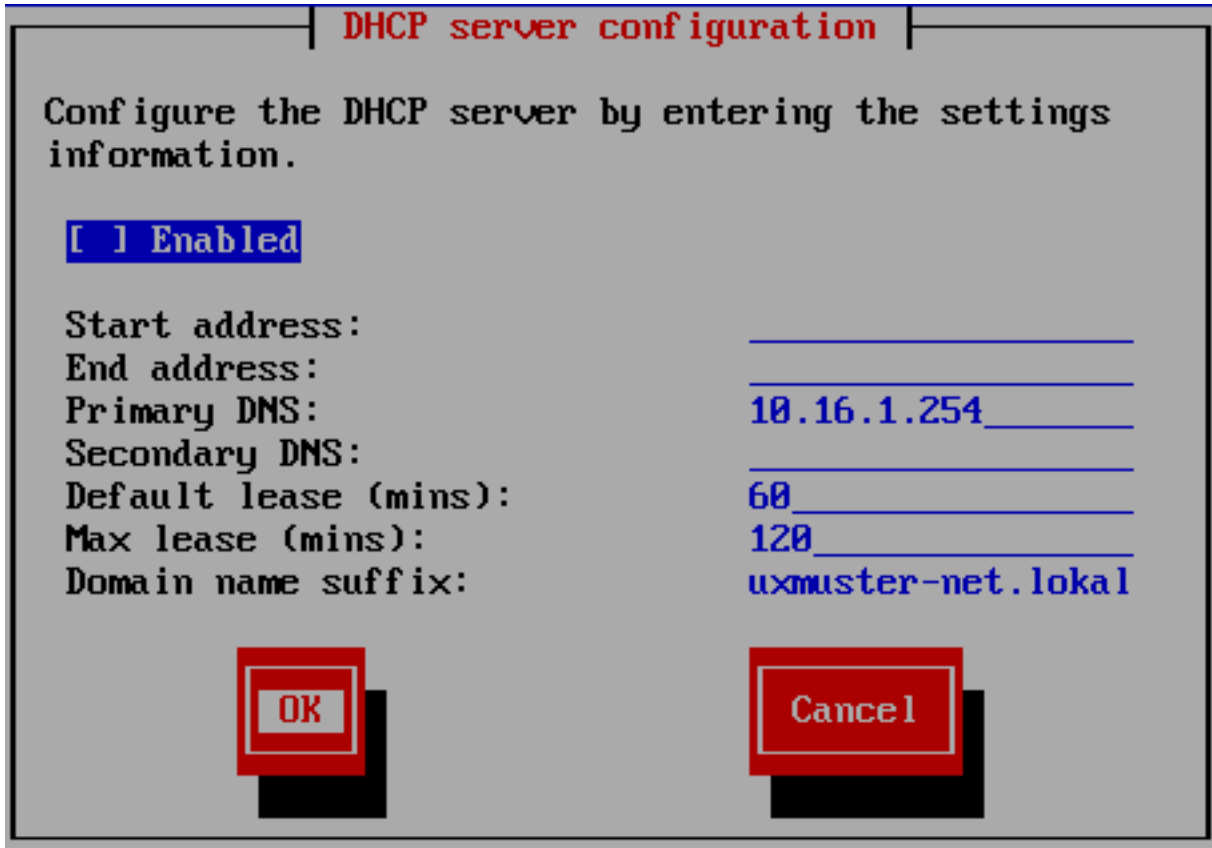 DHCP server configuration
Configure the DHCP server by entering the settings
information.
[ ] Enabled
Start address:
End address:
Primary DNS: 10.16.1.254
Secondary DNS:
Default lease (mins): 60
Max lease (mins): 120
Domain name suffix: uxmuster-net.lokal
OK Cancel